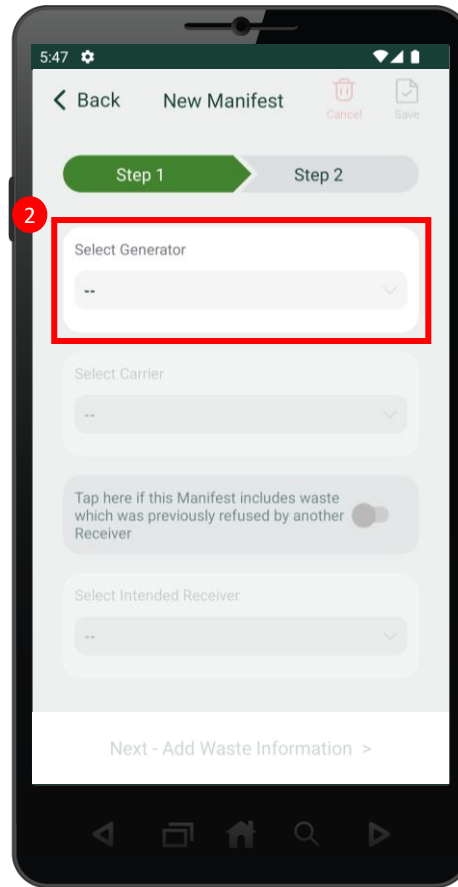 5:47
Back New Manifest Cancel Save
Step 1 Step 2
2
Select Generator
--
Select Carrier
--
Tap here if this Manifest includes waste
which was previously refused by another
Receiver
Select Intended Receiver
--
Next - Add Waste Information >